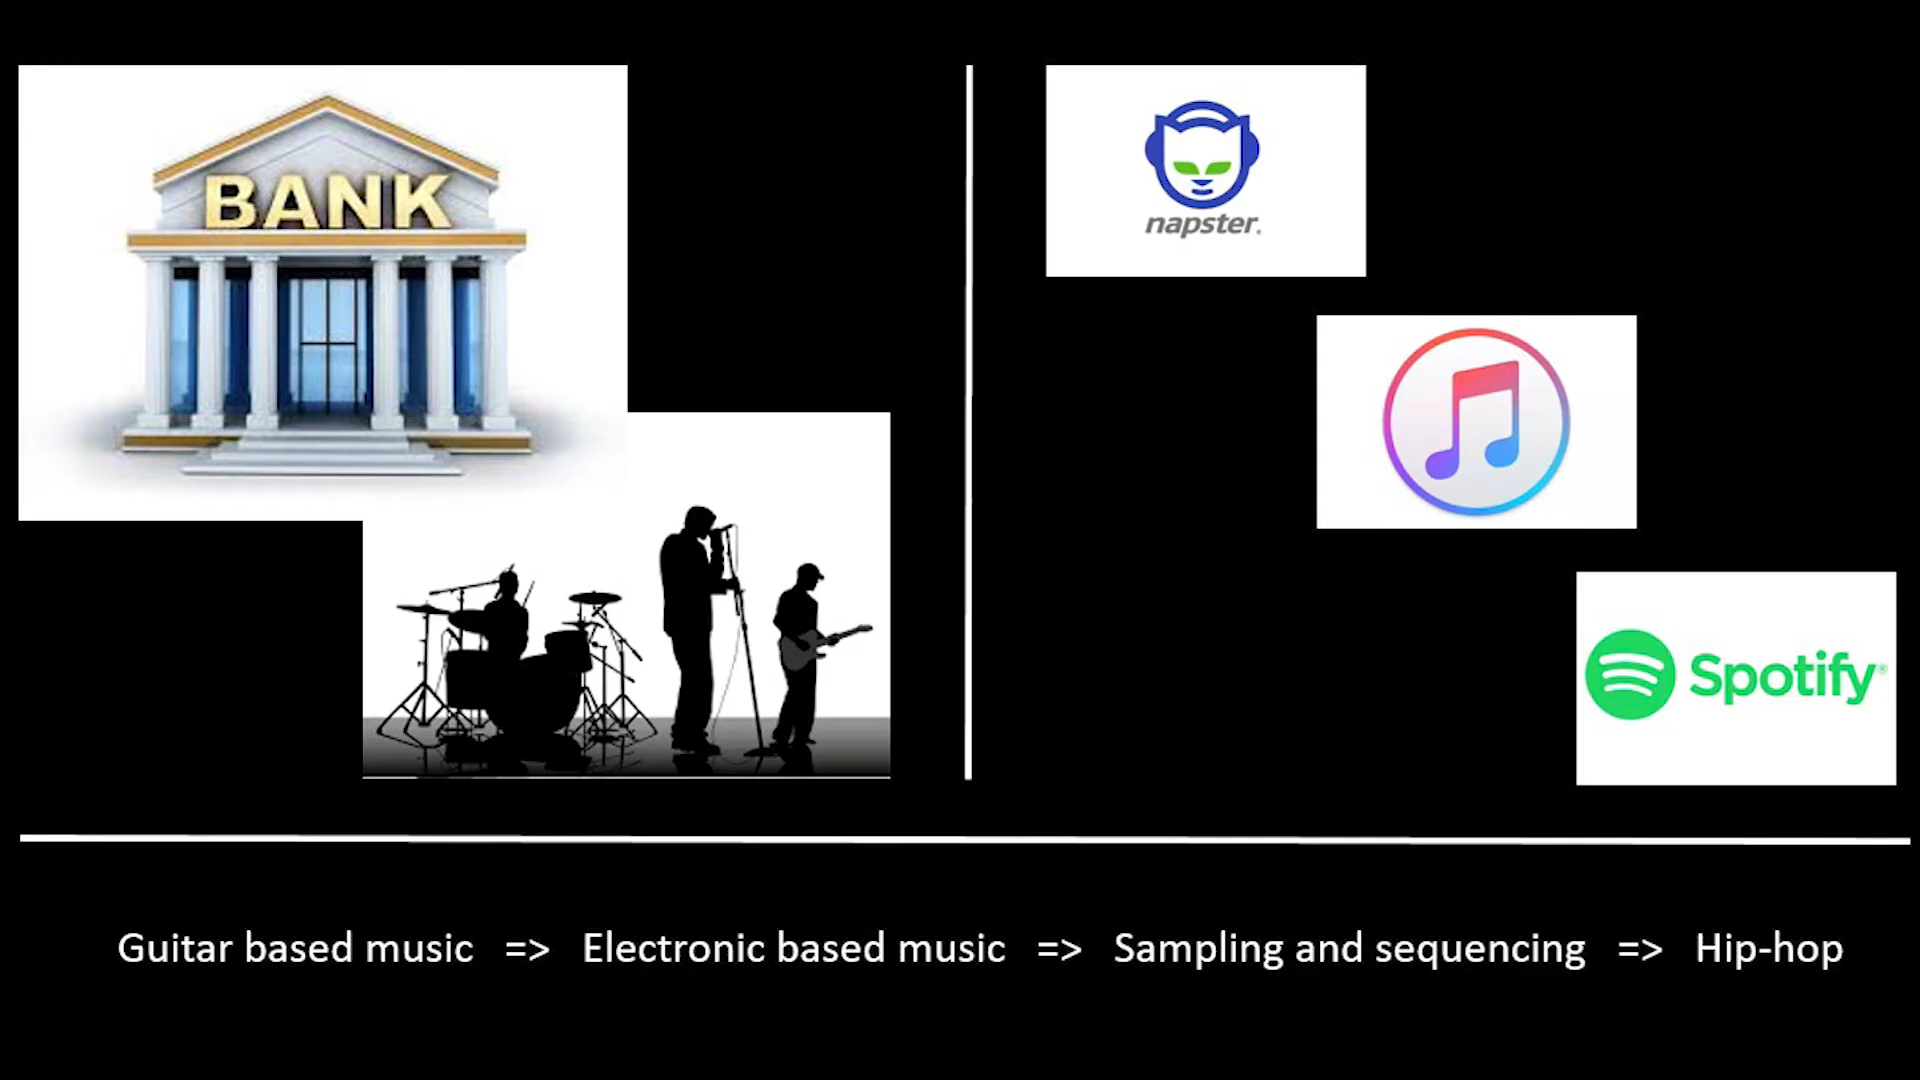 BANK
napster.
Spotify®
Guitar based music => Electronic based music => Sampling and sequencing => Hip-hop